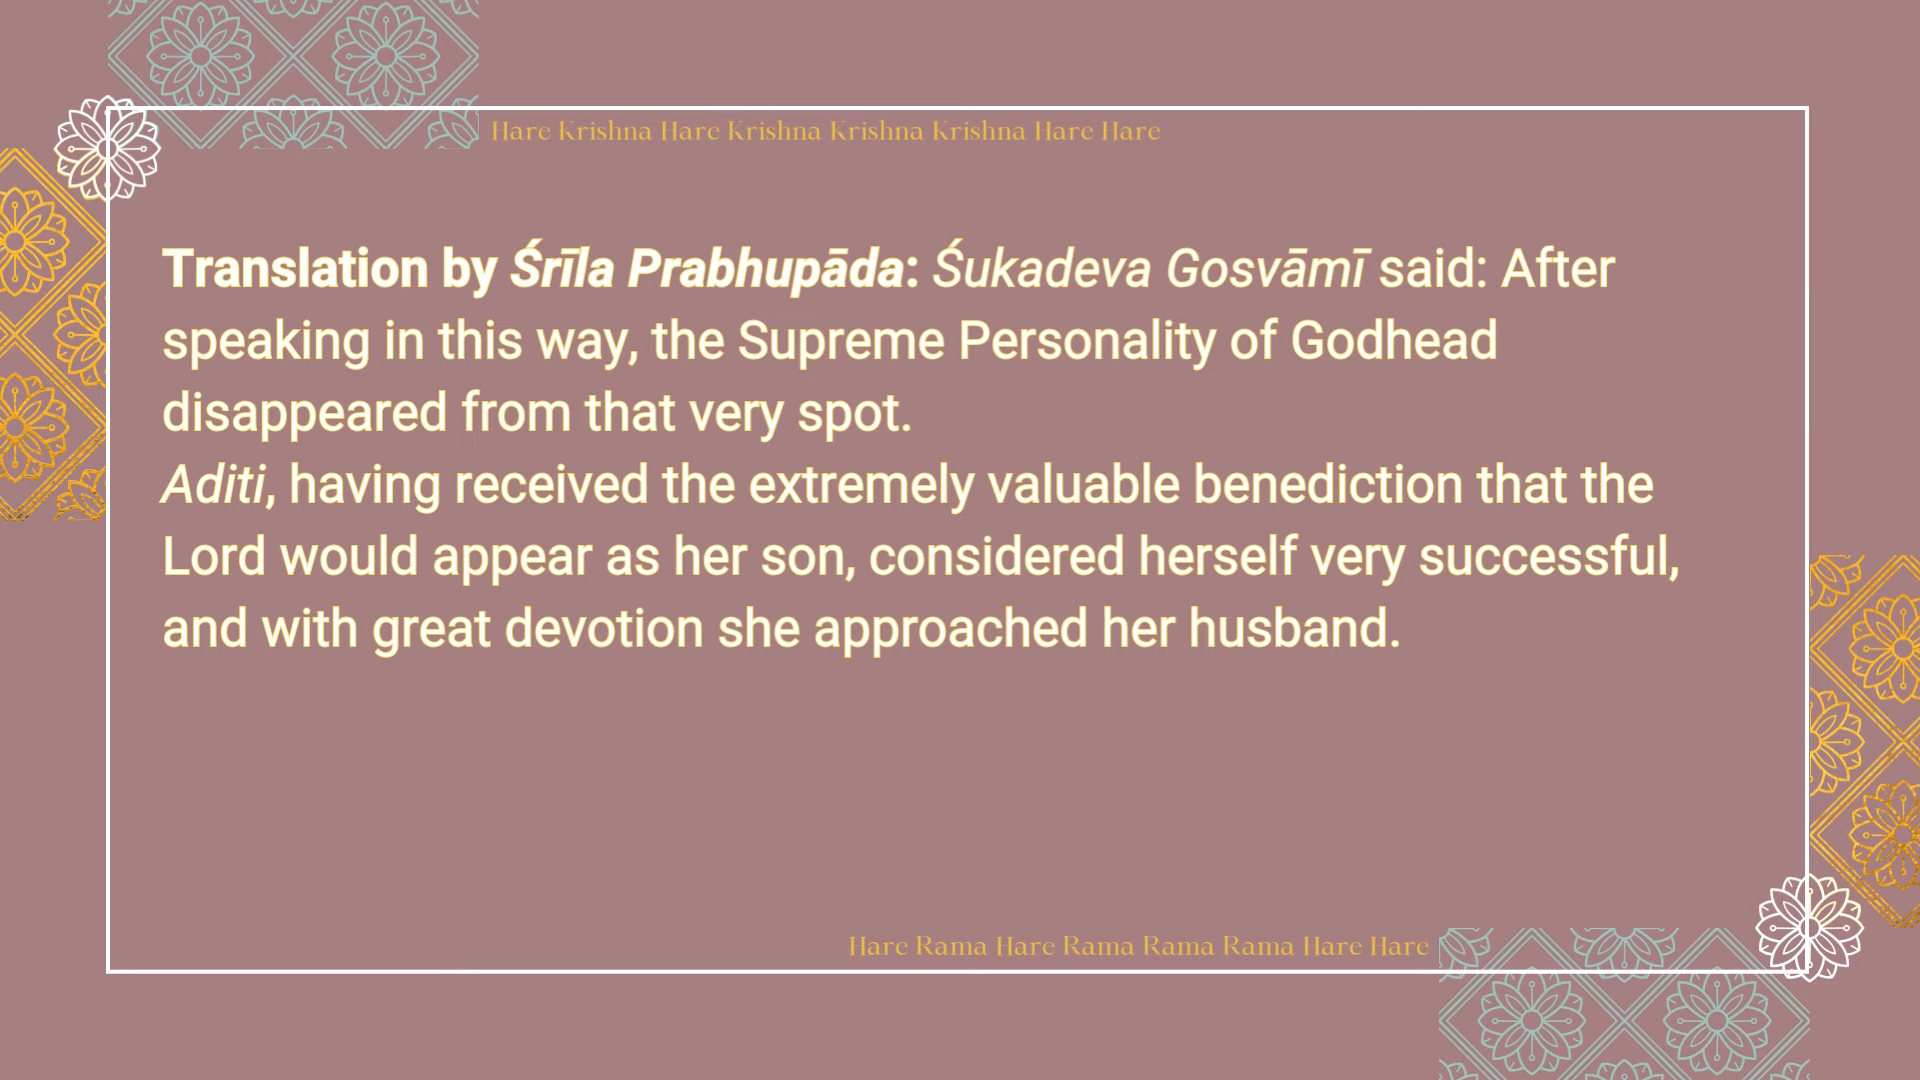 Hare Krishna Hare Krishna Krishna Krishna Hare Hare
Translation by Śrīla Prabhupāda: Śukadeva Gosvāmī said: After
speaking in this way, the Supreme Personality of Godhead
disappeared from that very spot.
Aditi, having received the extremely valuable benediction that the
Lord would appear as her son, considered herself very successful,
and with great devotion she approached her husband.
Hare Rama Hare Rama Rama Rama Hare Hare